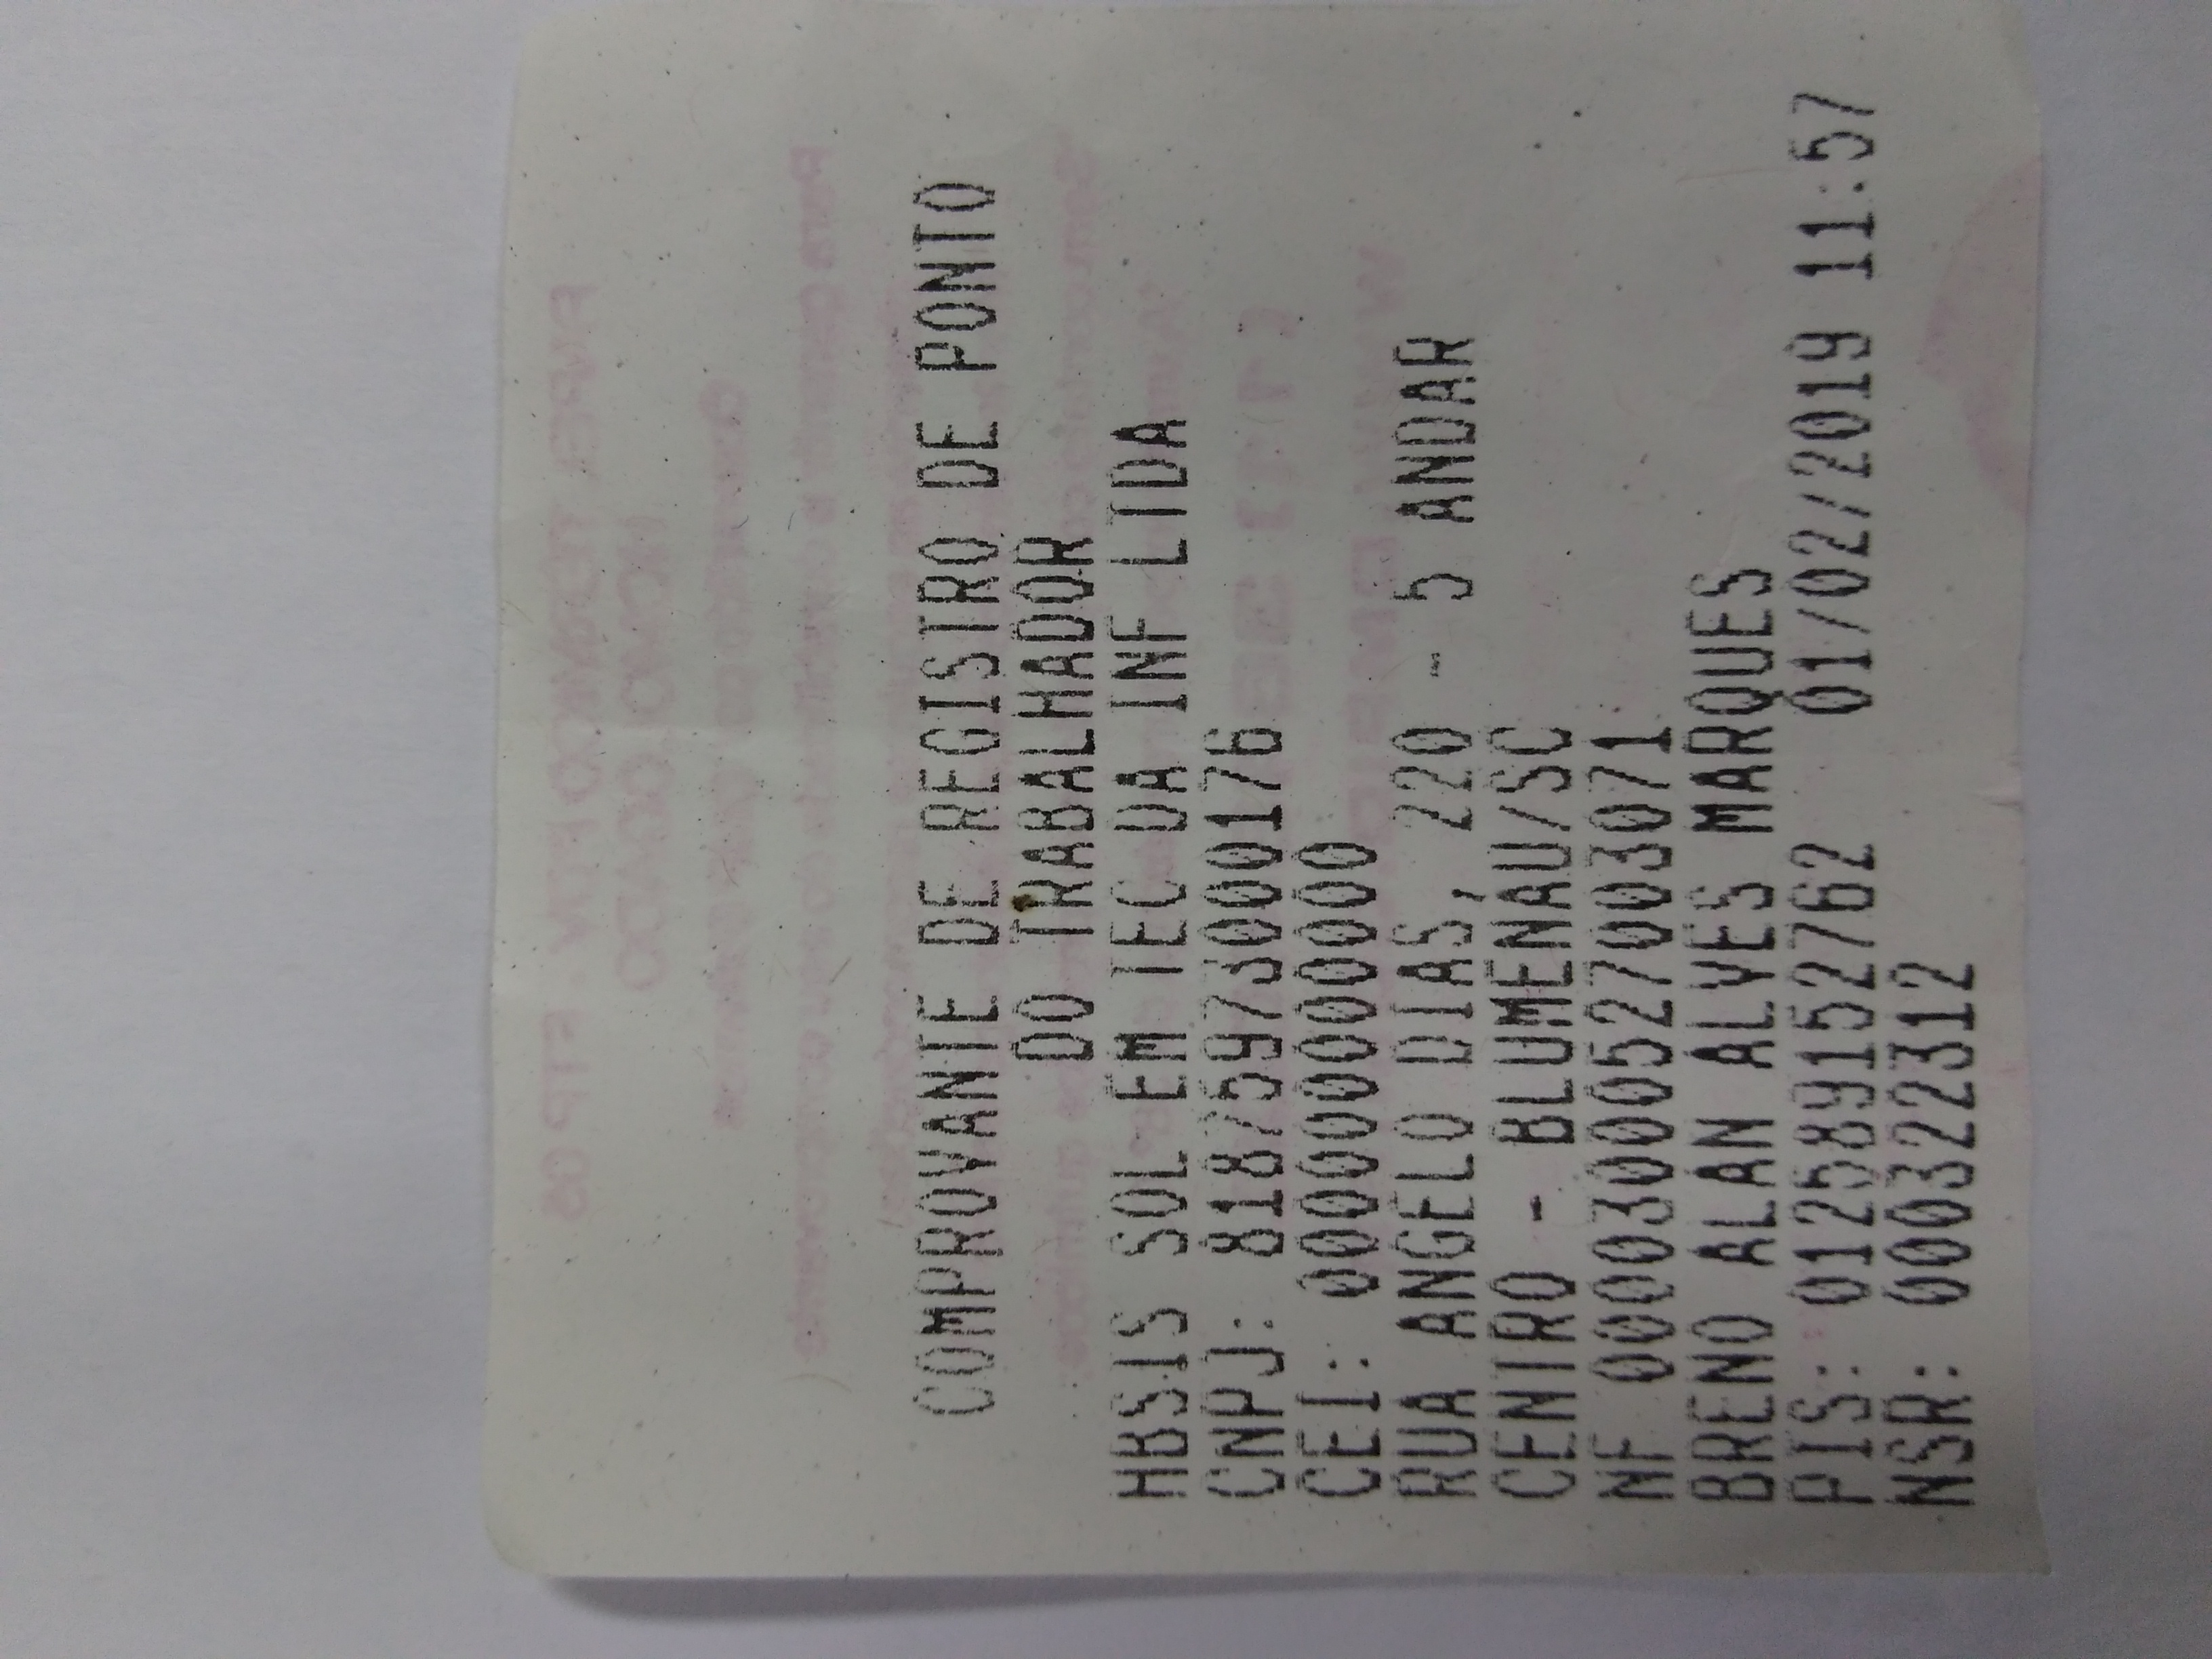 COMPROVANTE DE REGISTRO DE PONTO
DO TRABALHADOR
HBSIS SOL EM TEC DA INF LTDA
CNPJ: 81875973000176
CEI: 000000000000
RUA ANGELO DIAS, 220 - 5 ANDAR
CENTRO - BLUMENAU/SC
NF 00003000527003071
BRENO ALAN ALVES MARQUES
PIS: 012589152762 01/02/2019 11:57
NSR: 000322312